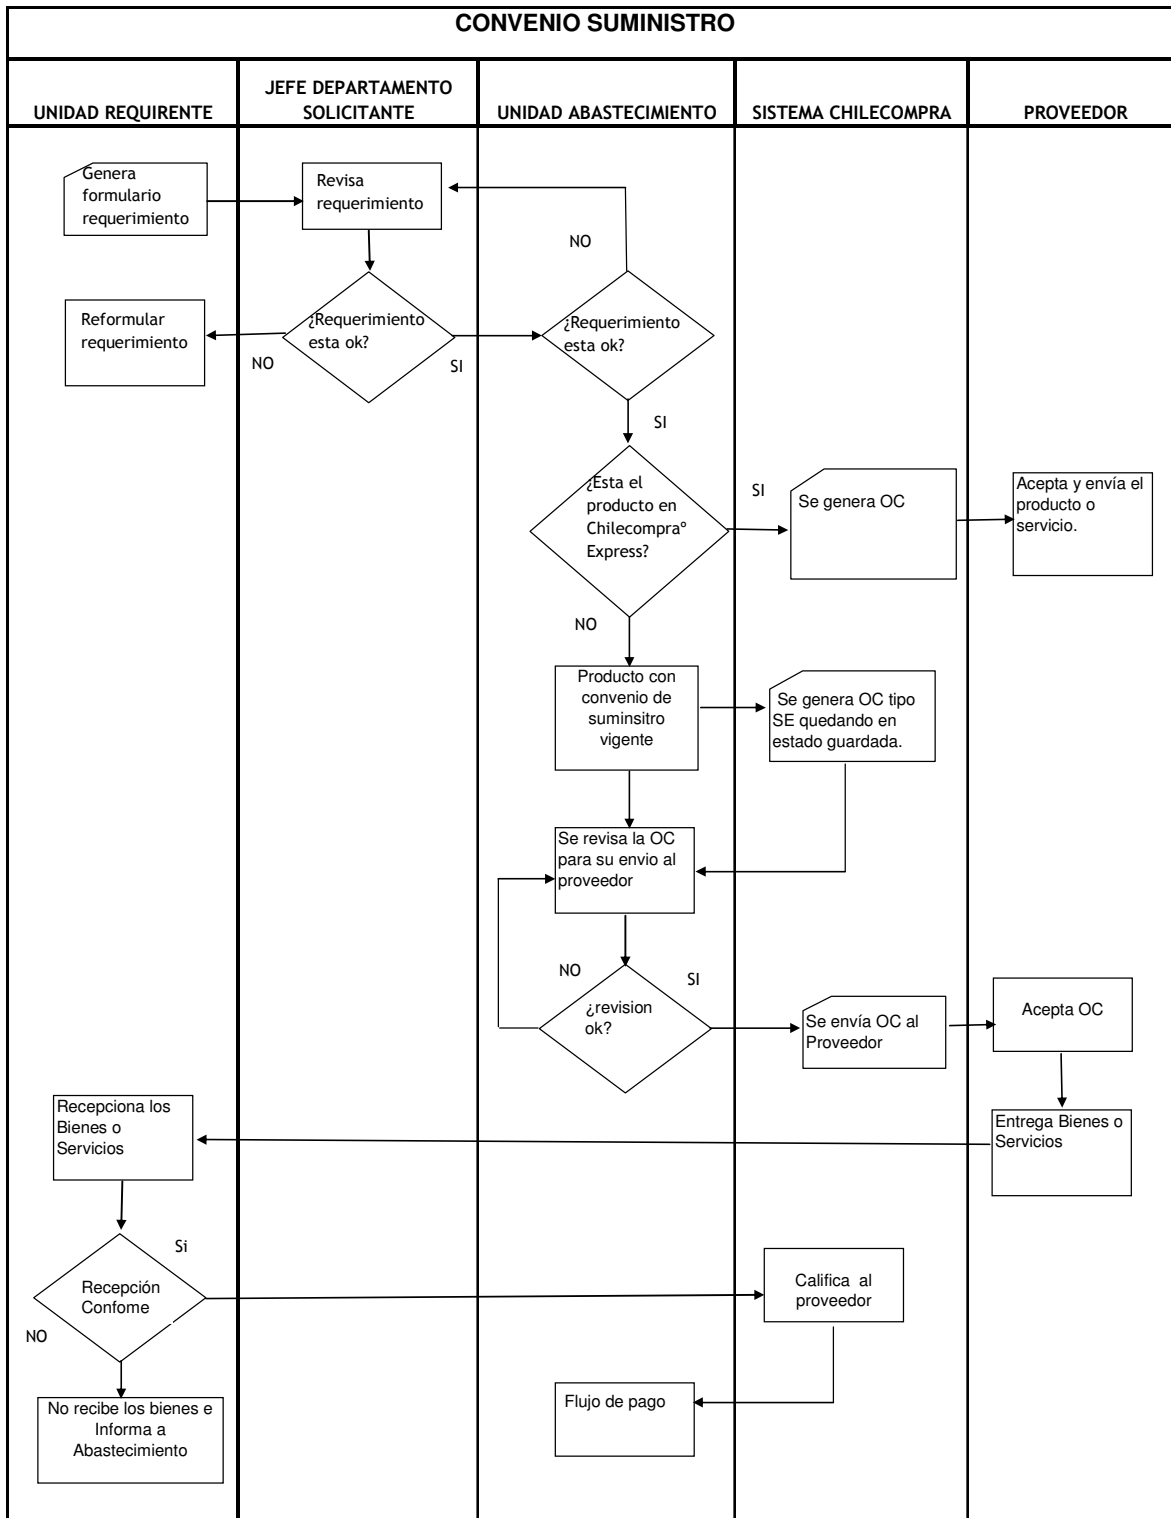 CONVENIO SUMINISTRO
UNIDAD REQUIRENTE
JEFE DEPARTAMENTO
SOLICITANTE
UNIDAD ABASTECIMIENTO
SISTEMA CHILECOMPRA
PROVEEDOR
Genera
formulario
requerimiento
Revisa
requerimiento
NO
Reformular
requerimiento
NO
¿Requerimiento
esta ok?
SI
¿Requerimiento
esta ok?
SI
¿Esta el
producto en
Chilecompraº
Express?
SI
Se genera OC
Acepta y envía el
producto o
servicio.
NO
Producto con
convenio de
suminsitro
vigente
Se genera OC tipo
SE quedando en
estado guardada.
Se revisa la OC
para su envio al
proveedor
NO
SI
¿revision
ok?
Se envía OC al
Proveedor
Acepta OC
Recepciona los
Bienes o
Servicios
Entrega Bienes o
Servicios
Si
Recepción
Confome
NO
Califica al
proveedor
No recibe los bienes e
Informa a
Abastecimiento
Flujo de pago